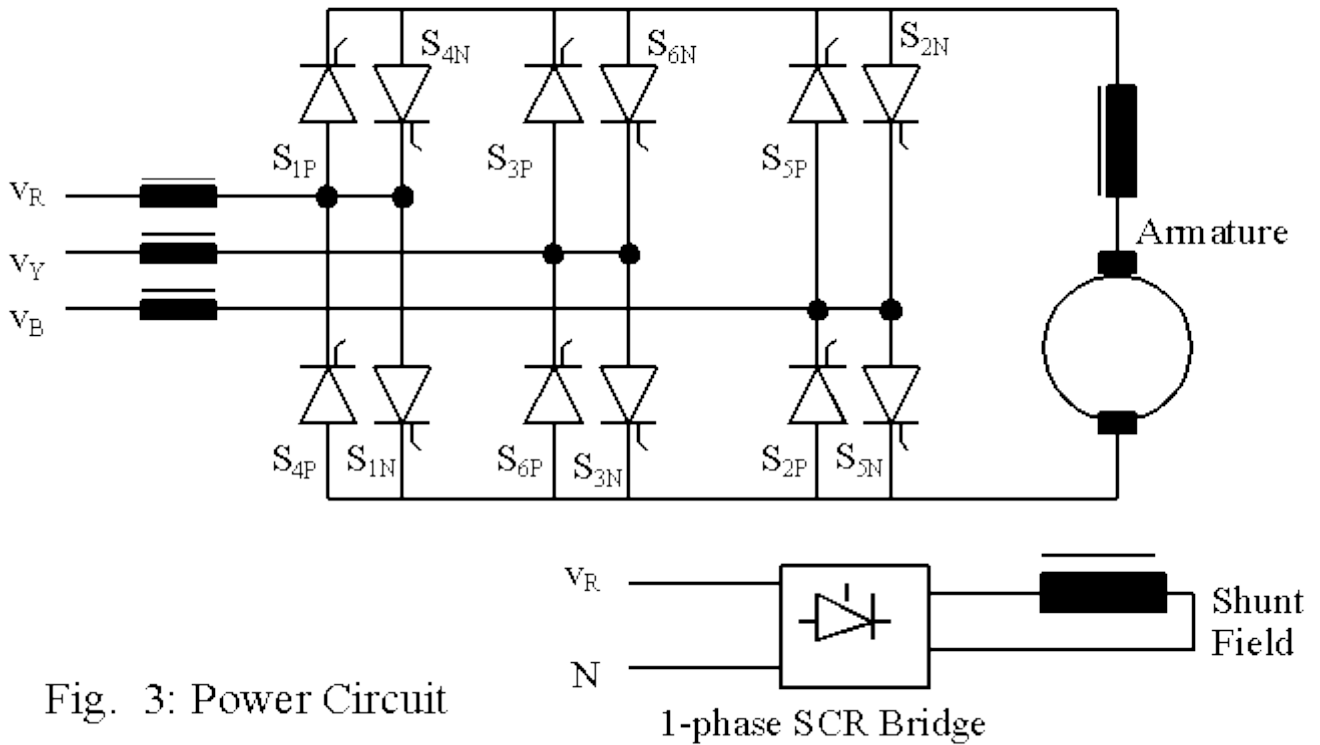 S4N
S6N
S2N
S1P
S3P
S5P
vR
vY
vB
Armature
S4P
S1N
S6P
S3N
S2P
S5N
vR
N
Shunt
Field
1-phase SCR Bridge
Fig. 3: Power Circuit